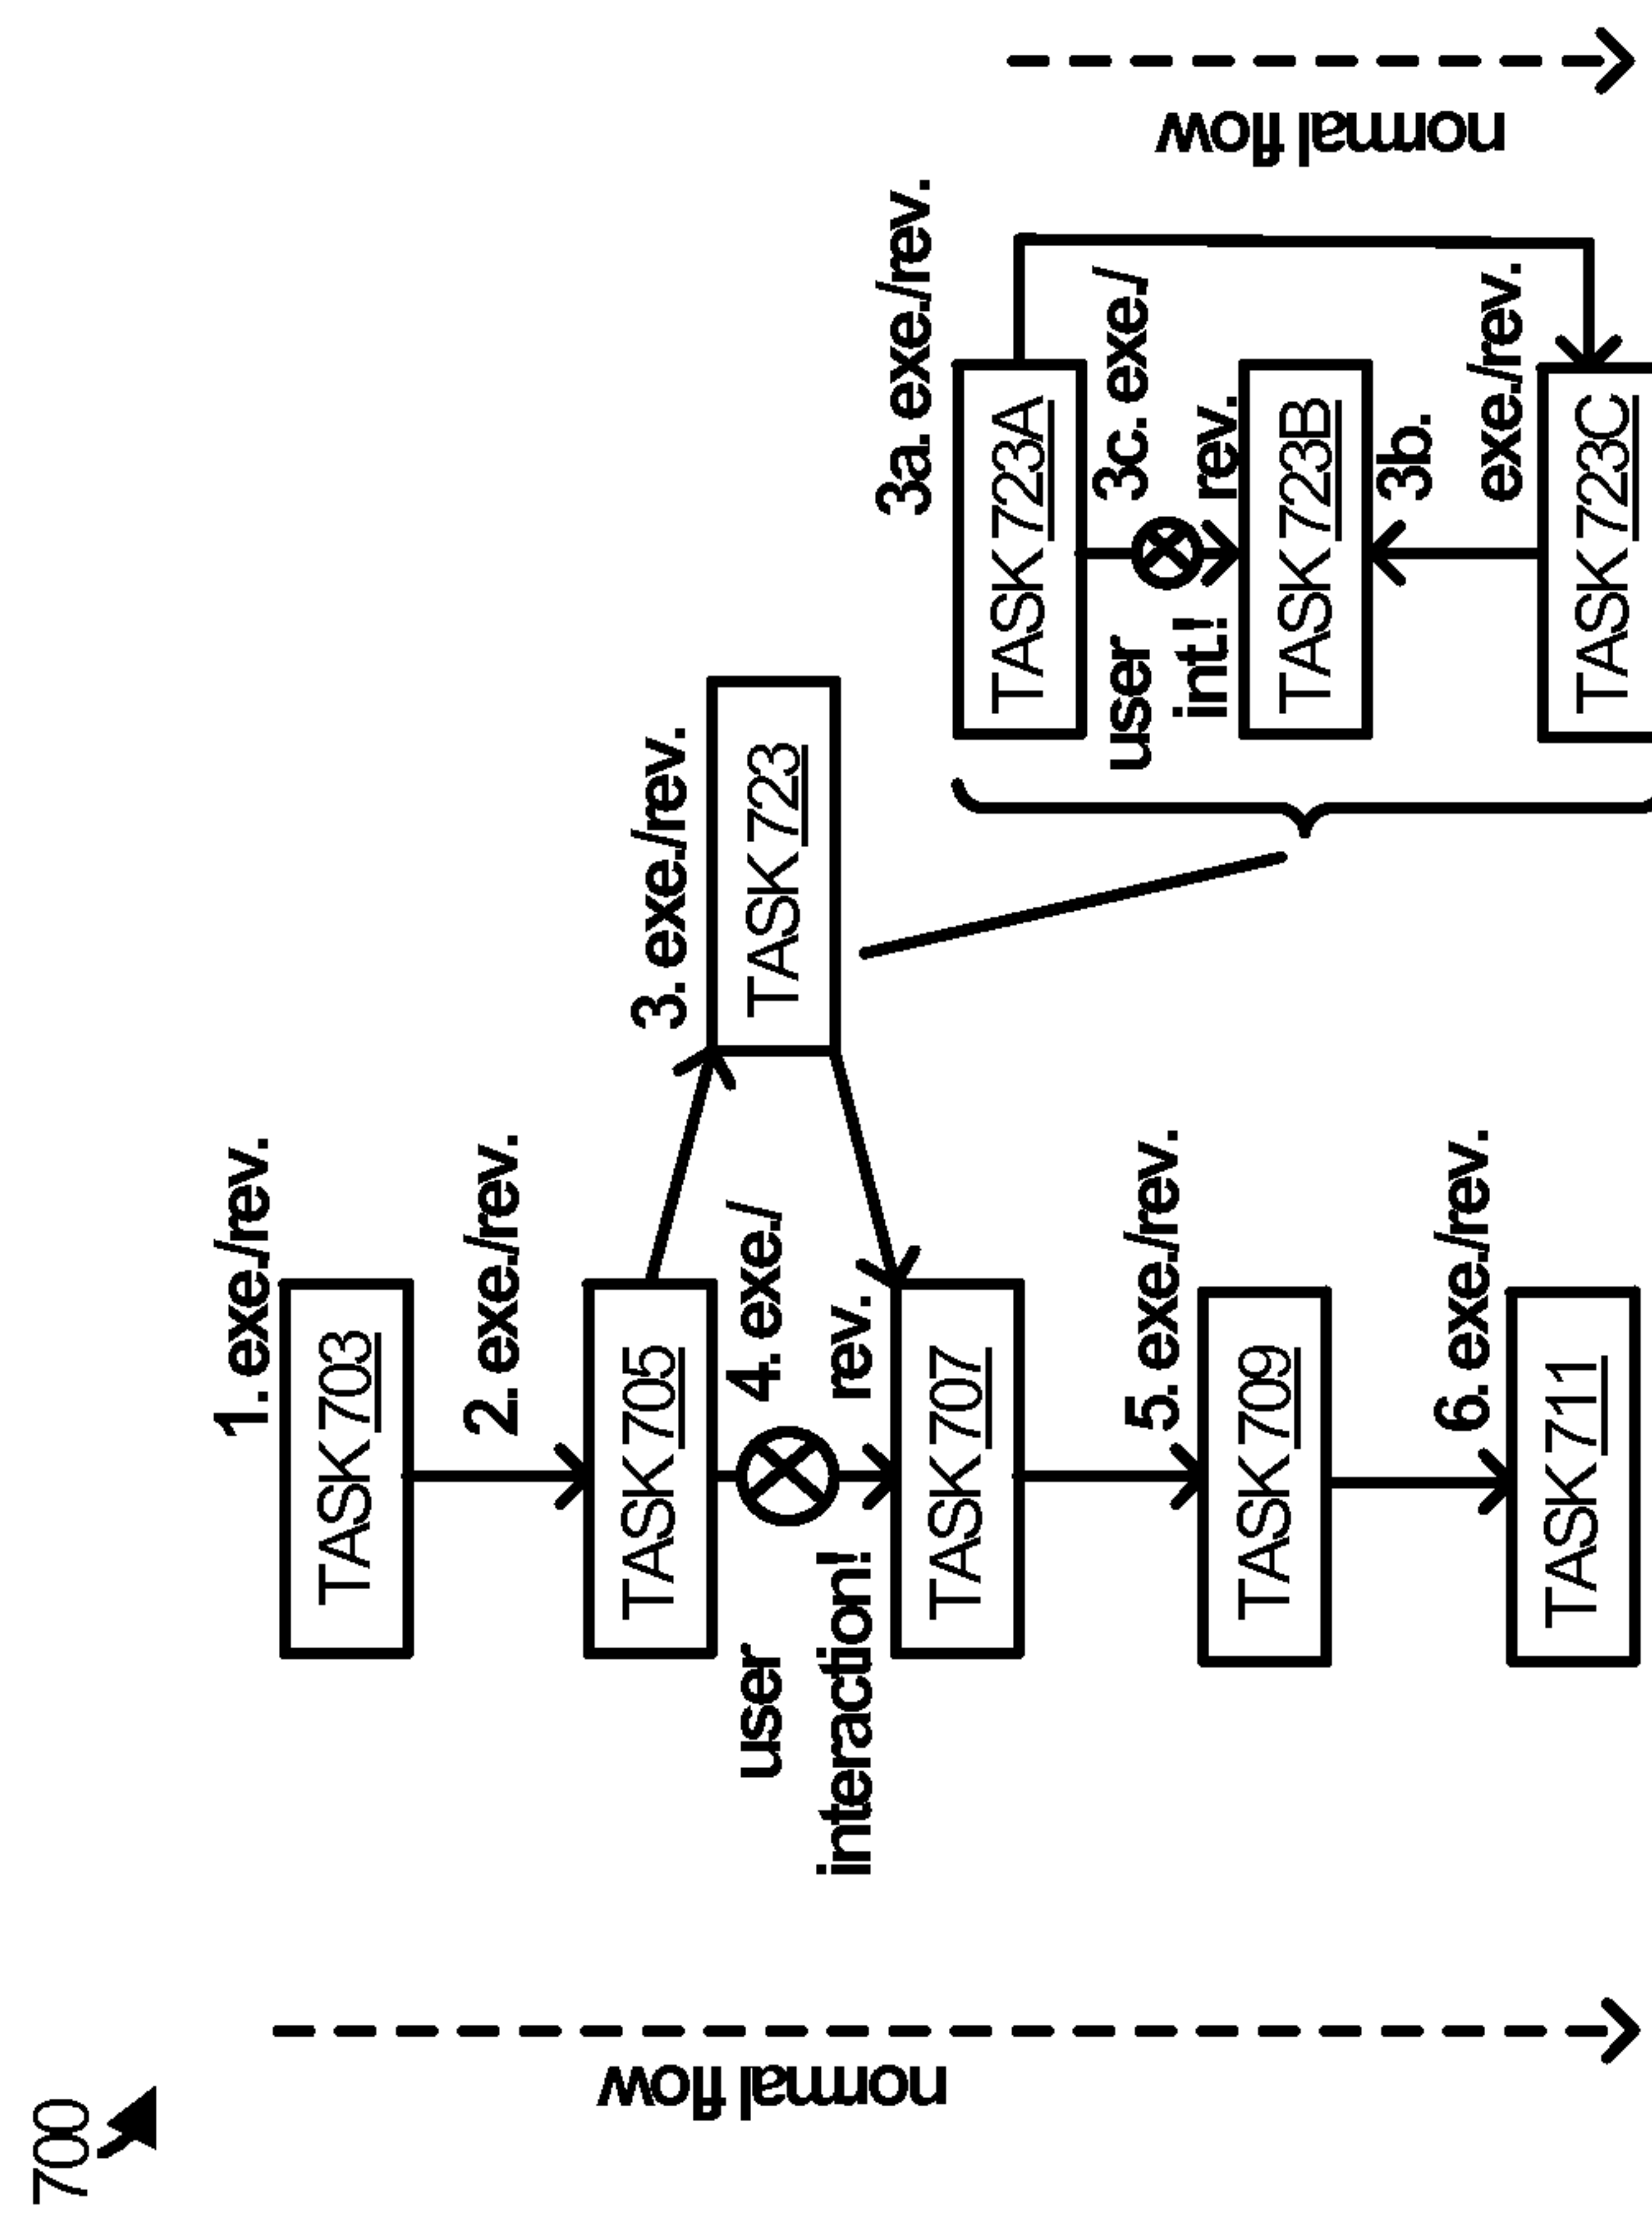 700
normal flow
1. exe./rev.
TASK 703
2. exe./rev.
TASK 705
user
interaction!
4. exe./
rev.
TASK 707
5. exe./rev.
TASK 709
6. exe./rev.
TASK 711
3. exe./rev.
TASK 723
3a. exe./rev.
TASK 723A
user
int.!
3c. exe./
rev.
TASK 723B
3b.
exe./rev.
TASK 723C
normal flow